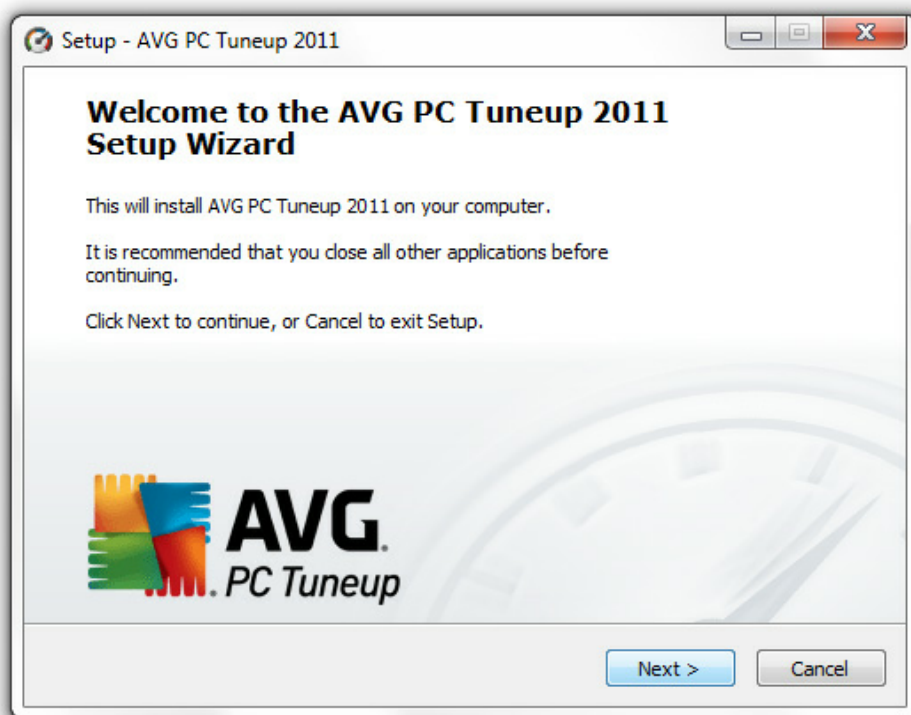 Setup - AVG PC Tuneup 2011
Welcome to the AVG PC Tuneup 2011
Setup Wizard
This will install AVG PC Tuneup 2011 on your computer.
It is recommended that you close all other applications before
continuing.
Click Next to continue, or Cancel to exit Setup.
AVG.
PC Tuneup
Next >
Cancel